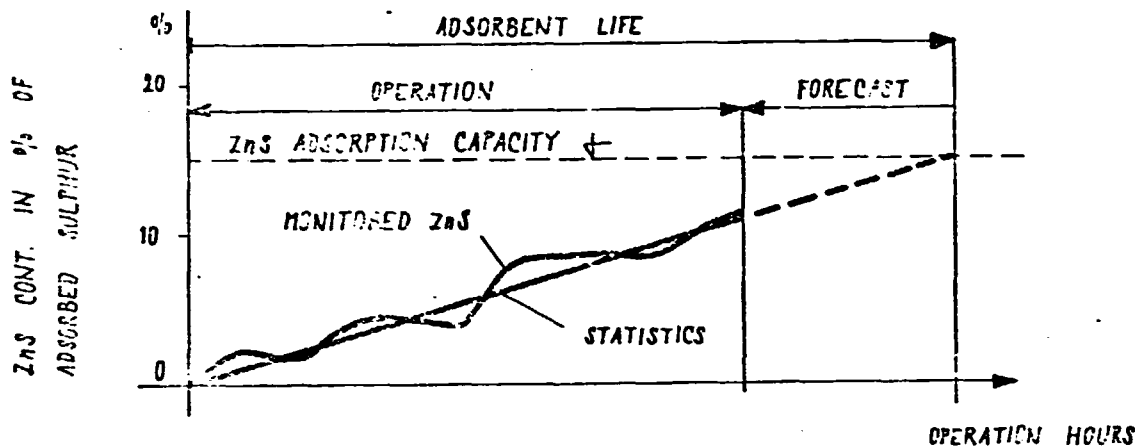 %
ADSORBENT LIFE
20
OPERATION
FORECAST
ZnS ADSORPTION CAPACITY
MONITORED ZnS
10
STATISTICS
0
OPERATION HOURS
ZnS CONT. IN % OF
ADSORBED SULPHUR